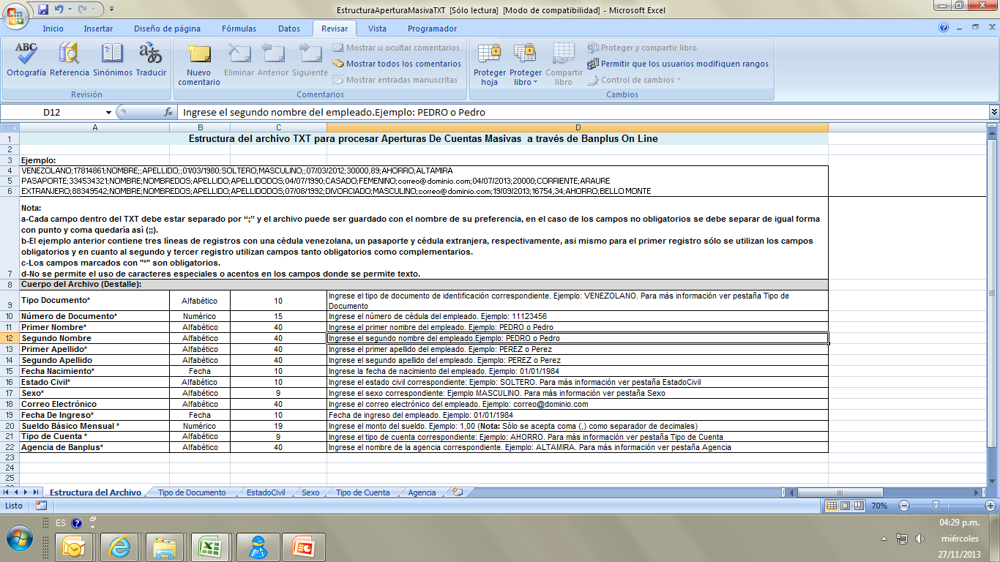 EstructuraAperturaMasivaTXT [Sólo lectura] [Modo de compatibilidad] - Microsoft Excel
Inicio Insertar Diseño de página Fórmulas Datos Revisar Vista Programador
ABC
Ortografía Referencia Sinónimos Traducir
Revisión
Nuevo comentario Eliminar Anterior Siguiente
Mostrar u ocultar comentarios
Mostrar todos los comentarios
Mostrar entradas manuscritas
Comentarios
Proteger hoja Proteger libro Compartir libro
Proteger y compartir libro
Permitir que los usuarios modifiquen rangos
Control de cambios
Cambios
D12 fx Ingrese el segundo nombre del empleado.Ejemplo: PEDRO o Pedro
A B C D
1 Estructura del archivo TXT para procesar Aperturas De Cuentas Masivas a través de Banplus On Line
2
3 Ejemplo:
4 VENEZOLANO;17814861;NOMBRE;;APELLIDO;;01/03/1980;SOLTERO;MASCULINO;;07/03/2012;30000,89;AHORRO;ALTAMIRA
5 PASAPORTE;334534321;NOMBRE;NOMBREDOS;APELLIDO;APELLIDODOS;04/07/1990;CASADO;FEMENINO;correo@dominio.com;04/07/2013;20000;CORRIENTE;ARAURE
6 EXTRANJERO;88349542;NOMBRE;NOMBREDOS;APELLIDO;APELLIDODOS;07/08/1992;DIVORCIADO;MASCULINO;correo@dominio.com;19/09/2013;16754,34;AHORRO;BELLO MONTE
Nota:
a-Cada campo dentro del TXT debe estar separado por “;” y el archivo puede ser guardado con el nombre de su preferencia, en el caso de los campos no obligatorios se debe separar de igual forma
con punto y coma quedaría así (;;).
b-El ejemplo anterior contiene tres líneas de registros con una cédula venezolana, un pasaporte y cédula extranjera, respectivamente, asi mismo para el primer registro sólo se utilizan los campos
obligatorios y en cuanto al segundo y tercer registro utilizan campos tanto obligatorios como complementarios.
c-Los campos marcados con "*" son obligatorios.
7 d-No se permite el uso de caracteres especiales o acentos en los campos donde se permite texto.
8 Cuerpo del Archivo (Destalle):
9 Tipo Documento* Alfabético 10 Ingrese el tipo de documento de identificación correspondiente. Ejemplo: VENEZOLANO. Para más información ver pestaña Tipo de
Documento
10 Número de Documento* Numérico 15 Ingrese el número de cédula del empleado. Ejemplo: 11123456
11 Primer Nombre* Alfabético 40 Ingrese el primer nombre del empleado. Ejemplo: PEDRO o Pedro
12 Segundo Nombre Alfabético 40 Ingrese el segundo nombre del empleado.Ejemplo: PEDRO o Pedro
13 Primer Apellido* Alfabético 40 Ingrese el primer apellido del empleado. Ejemplo: PEREZ o Perez
14 Segundo Apellido Alfabético 40 Ingrese el segundo apellido del empleado. Ejemplo: PEREZ o Perez
15 Fecha Nacimiento* Fecha 10 Ingrese la fecha de nacimiento del empleado. Ejemplo: 01/01/1984
16 Estado Civil* Alfabético 10 Ingrese el estado civil correspondiente: Ejemplo: SOLTERO. Para más información ver pestaña EstadoCivil
17 Sexo* Alfabético 9 Ingrese el sexo correspondiente: Ejemplo MASCULINO. Para más información ver pestaña Sexo
18 Correo Electrónico Alfabético 40 Ingrese el correo electrónico del empleado. Ejemplo: correo@dominio.com
19 Fecha De Ingreso* Fecha 10 Fecha de ingreso del empleado. Ejemplo: 01/01/1984
20 Sueldo Básico Mensual * Numérico 19 Ingrese el monto del sueldo. Ejemplo: 1,00 (Nota: Sólo se acepta coma (,) como separador de decimales)
21 Tipo de Cuenta * Alfabético 9 Ingrese el tipo de cuenta correspondiente: Ejemplo: AHORRO. Para más información ver pestaña Tipo de Cuenta
22 Agencia de Banplus* Alfabético 40 Ingrese el nombre de la agencia correspondiente. Ejemplo: ALTAMIRA. Para más información ver pestaña Agencia
23
24
25
Estructura del Archivo Tipo de Documento EstadoCivil Sexo Tipo de Cuenta Agencia
Listo 70%
ES
04:29 p.m.
miércoles
27/11/2013